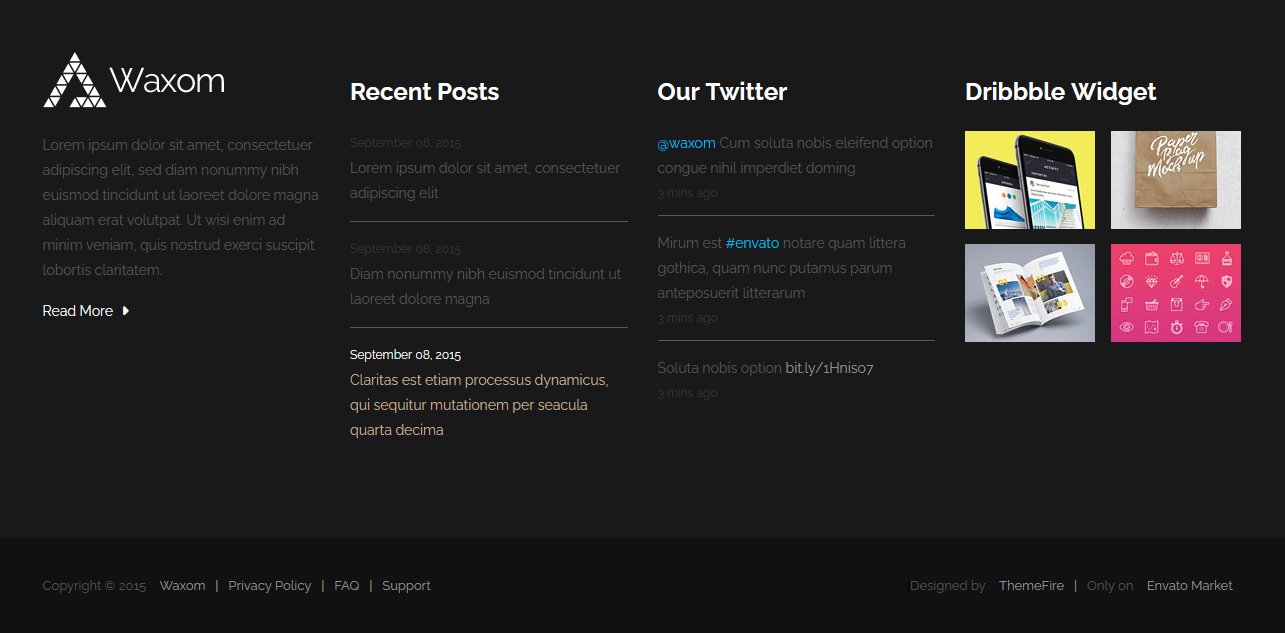 Waxom
Lorem ipsum dolor sit amet, consectetuer
adipiscing elit, sed diam nonummy nibh
euismod tincidunt ut laoreet dolore magna
aliquam erat volutpat. Ut wisi enim ad
minim veniam, quis nostrud exerci suscipit
lobortis claritatem.
Read More
Recent Posts
September 08, 2015
Lorem ipsum dolor sit amet, consectetuer
adipiscing elit
September 08, 2015
Diam nonummy nibh euismod tincidunt ut
laoreet dolore magna
September 08, 2015
Claritas est etiam processus dynamicus,
qui sequitur mutationem per seacula
quarta decima
Our Twitter
@waxom Cum soluta nobis eleifend option
congue nihil imperdiet doming
3 mins ago
Mirum est #envato notare quam littera
gothica, quam nunc putamus parum
anteposuerit litterarum
3 mins ago
Soluta nobis option bit.ly/1Hniso7
3 mins ago
Dribbble Widget
Paper
Bag
MockUp
Copyright © 2015 Waxom | Privacy Policy | FAQ | Support
Designed by ThemeFire | Only on Envato Market